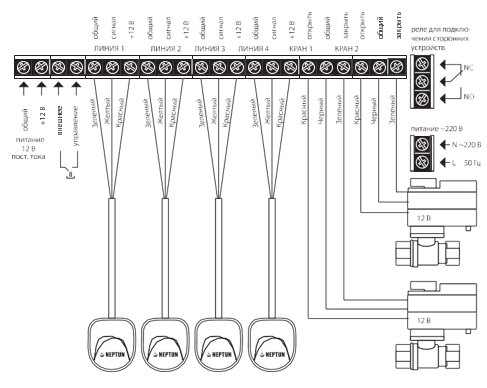 общий сигнал +12 В общий сигнал +12 В общий сигнал +12 В общий сигнал +12 В открыть общий закрыть открыть общий закрыть
ЛИНИЯ 1 ЛИНИЯ 2 ЛИНИЯ 3 ЛИНИЯ 4 КРАН 1 КРАН 2
реле для подклю-
чения сторонних
устройств
NC
NO
общий +12 В внешнее управление
питание
12 В
пост. тока
Зеленый Желтый Красный Зеленый Желтый Красный Зеленый Желтый Красный Зеленый Желтый Красный Красный Черный Зеленый Красный Черный Зеленый
питание ~220 В
N ~220 В
L 50 Гц
12 В
12 В
NEPTUN NEPTUN NEPTUN NEPTUN